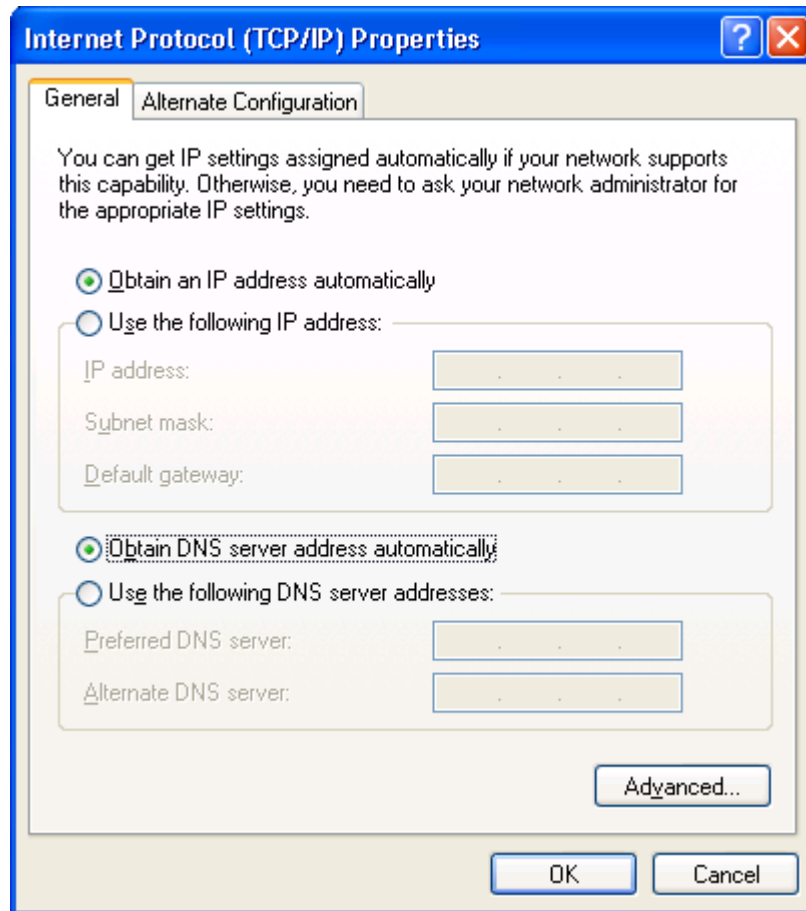 Internet Protocol (TCP/IP) Properties
General
Alternate Configuration
You can get IP settings assigned automatically if your network supports
this capability. Otherwise, you need to ask your network administrator for
the appropriate IP settings.
Obtain an IP address automatically
Use the following IP address:
IP address:
Subnet mask:
Default gateway:
Obtain DNS server address automatically
Use the following DNS server addresses:
Preferred DNS server:
Alternate DNS server:
Advanced...
OK
Cancel